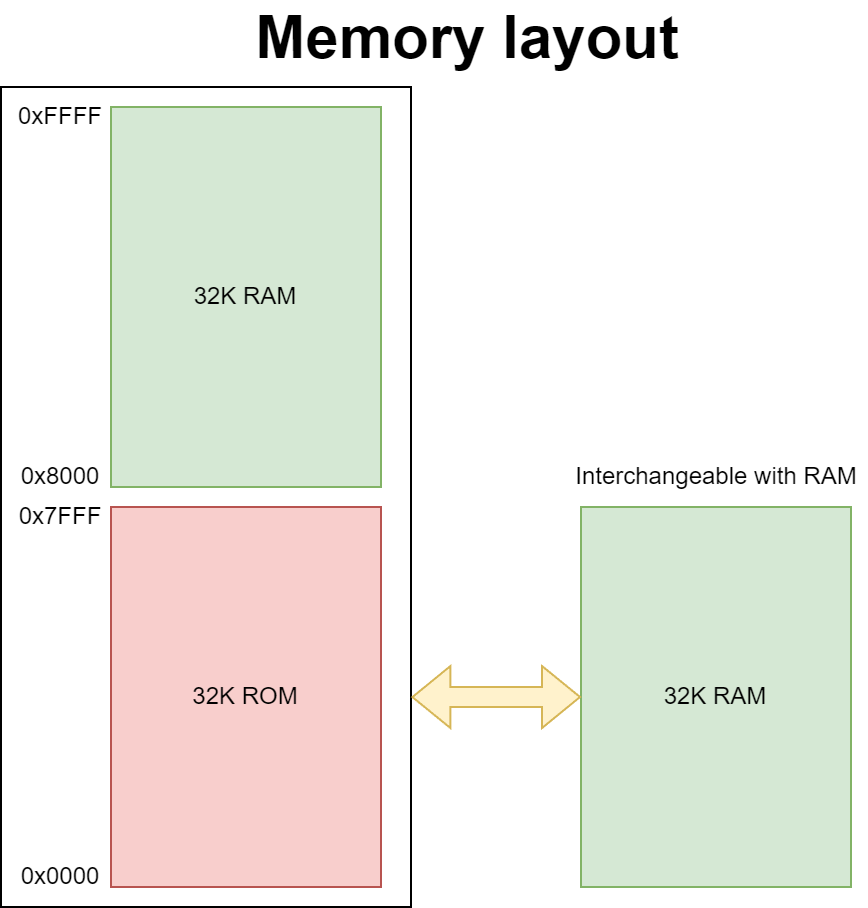 Memory layout
0xFFFF
32K RAM
0x8000
Interchangeable with RAM
0x7FFF
32K ROM
32K RAM
0x0000